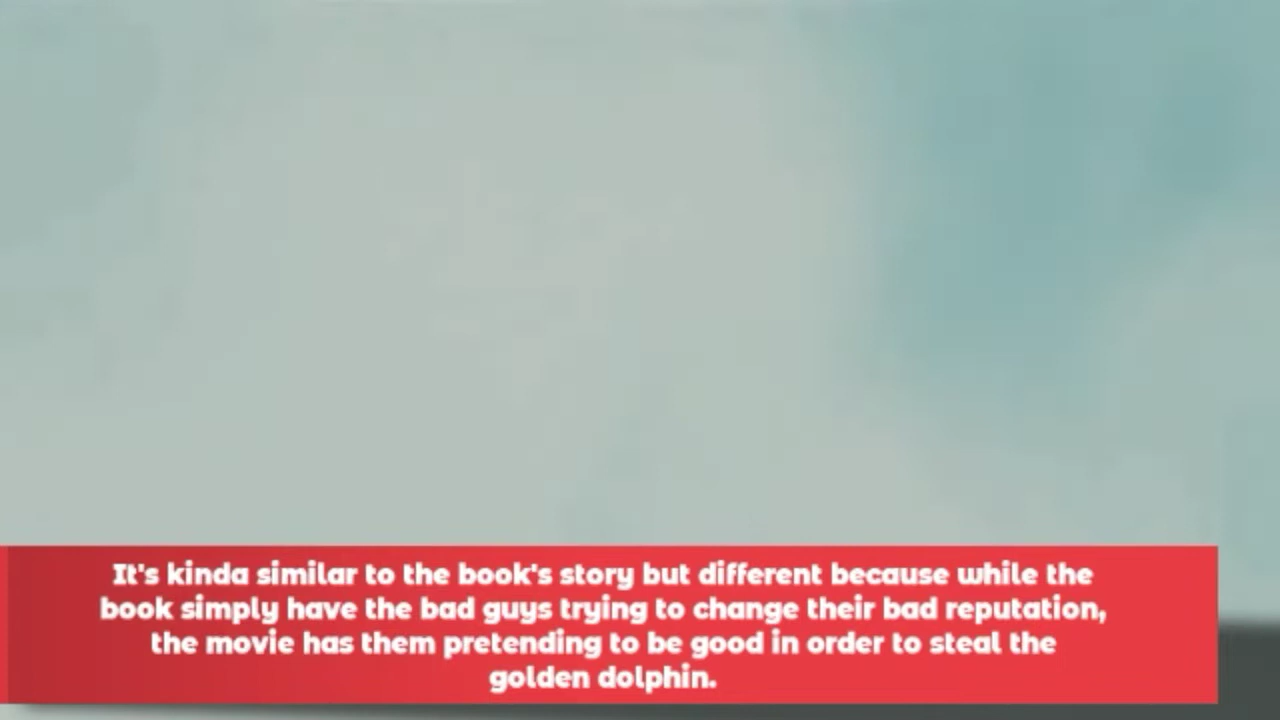 It's kinda similar to the book's story but different because while the
book simply have the bad guys trying to change their bad reputation,
the movie has them pretending to be good in order to steal the
golden dolphin.